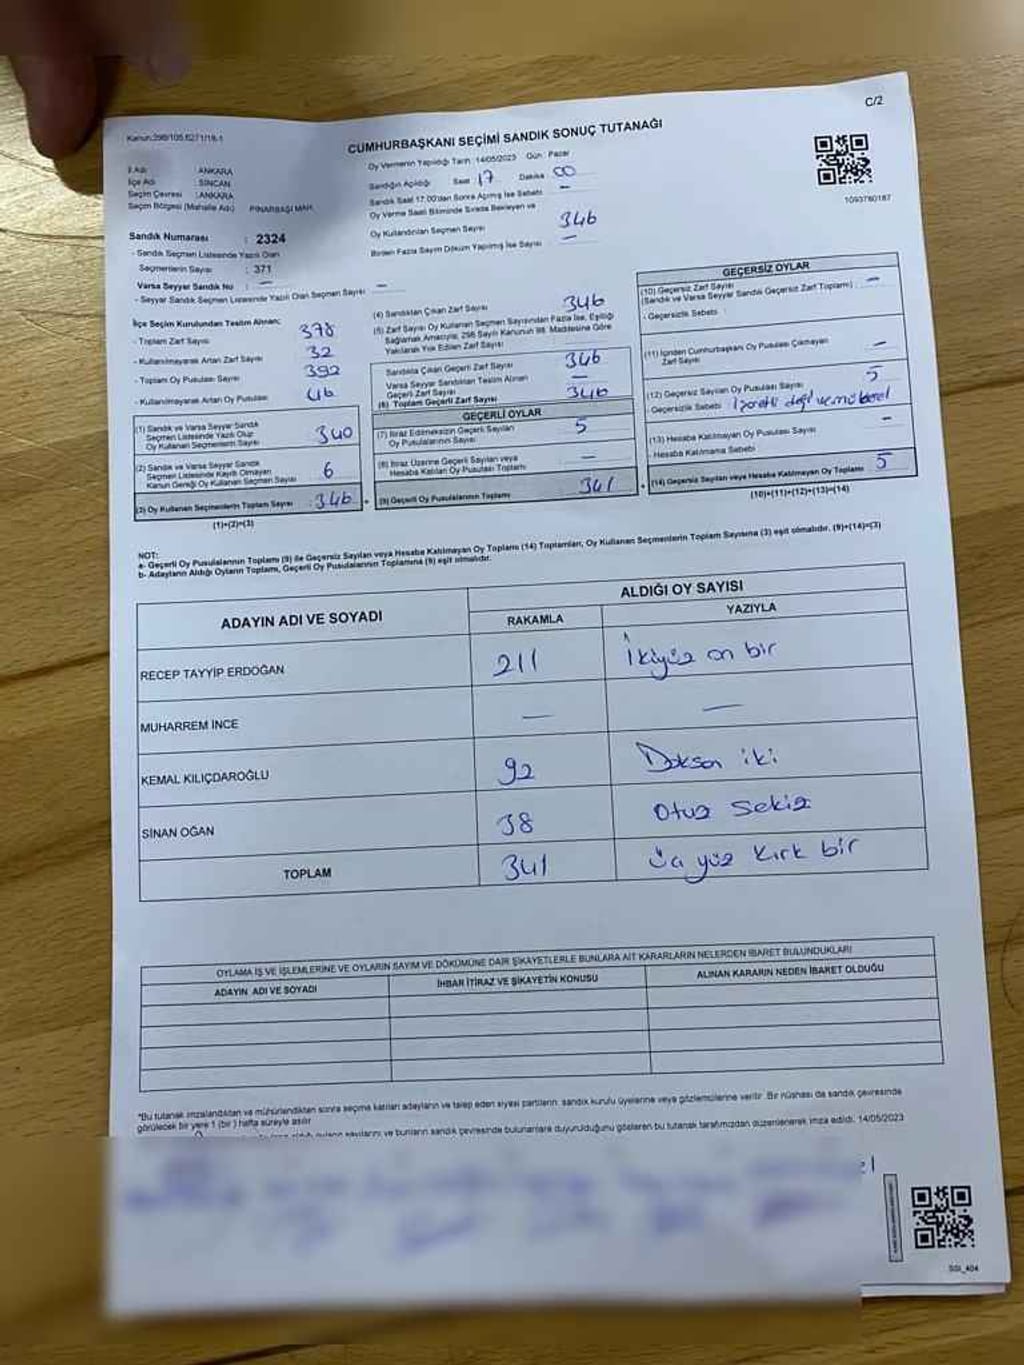 C/2
Kanun:298/105,6271/18-1
CUMHURBAŞKANI SEÇİMİ SANDIK SONUÇ TUTANAĞI
İl Adı : ANKARA
İlçe Adı : SİNCAN
Seçim Çevresi : ANKARA
Seçim Bölgesi (Mahalle Adı) PINARBAŞI MAH.
Oy Vermenin Yapıldığı Tarih : 14/05/2023 Gün : Pazar
Sandığın Açıldığı Saat 17 Dakika 00
Sandık Saat 17:00'den Sonra Açılmış İse Sebebi —
Oy Verme Saati Bitiminde Sırada Bekleyen ve
Oy Kullandırılan Seçmen Sayısı 346
Birden Fazla Sayım Döküm Yapılmış İse Sayısı —
1093760187
Sandık Numarası : 2324
- Sandık Seçmen Listesinde Yazılı Olan
Seçmenlerin Sayısı : 371
Varsa Seyyar Sandık No : —
- Seyyar Sandık Seçmen Listesinde Yazılı Olan Seçmen Sayısı —
İlçe Seçim Kurulundan Teslim Alınan;
- Toplam Zarf Sayısı 378
- Kullanılmayarak Artan Zarf Sayısı 32
- Toplam Oy Pusulası Sayısı 392
- Kullanılmayarak Artan Oy Pusulası 46
(1) Sandık ve Varsa Seyyar Sandık
Seçmen Listesinde Yazılı Olup
Oy Kullanan Seçmenlerin Sayısı 340
(2) Sandık ve Varsa Seyyar Sandık
Seçmen Listesinde Kayıtlı Olmayan
Kanun Gereği Oy Kullanan Seçmen Sayısı 6
(3) Oy Kullanan Seçmenlerin Toplam Sayısı : 346
(1)+(2)=(3)
(4) Sandıktan Çıkan Zarf Sayısı 346
(5) Zarf Sayısı Oy Kullanan Seçmen Sayısından Fazla İse, Eşitliği
Sağlamak Amacıyla; 298 Sayılı Kanunun 98. Maddesine Göre
Yakılarak Yok Edilen Zarf Sayısı —
Sandıkta Çıkan Geçerli Zarf Sayısı 346
Varsa Seyyar Sandıktan Teslim Alınan
Geçerli Zarf Sayısı —
(6) Toplam Geçerli Zarf Sayısı 346
GEÇERLİ OYLAR
(7) İtiraz Edilmeksizin Geçerli Sayılan
Oy Pusulalarının Sayısı 5
(8) İtiraz Üzerine Geçerli Sayılan veya
Hesaba Katılan Oy Pusulası Toplamı —
(9) Geçerli Oy Pusulalarının Toplamı 341
GEÇERSİZ OYLAR
(10) Geçersiz Zarf Sayısı
(Sandık ve Varsa Seyyar Sandık Geçersiz Zarf Toplamı) —
- Geçersizlik Sebebi :
(11) İçinden Cumhurbaşkanı Oy Pusulası Çıkmayan
Zarf Sayısı —
(12) Geçersiz Sayılan Oy Pusulası Sayısı 5
- Geçersizlik Sebebi değil
(13) Hesaba Katılmayan Oy Pusulası Sayısı —
- Hesaba Katılmama Sebebi
(14) Geçersiz Sayılan veya Hesaba Katılmayan Oy Toplamı 5
(10)+(11)+(12)+(13)=(14)
NOT:
a- Geçerli Oy Pusulalarının Toplamı (9) ile Geçersiz Sayılan veya Hesaba Katılmayan Oy Toplamı (14) Toplamları, Oy Kullanan Seçmenlerin Toplam Sayısına (3) eşit olmalıdır. (9)+(14)=(3)
b- Adayların Aldığı Oyların Toplamı, Geçerli Oy Pusulalarının Toplamına (9) eşit olmalıdır.
ADAYIN ADI VE SOYADI
ALDIĞI OY SAYISI
RAKAMLA YAZIYLA
RECEP TAYYİP ERDOĞAN 211 İkiyüz on bir
MUHARREM İNCE — —
KEMAL KILIÇDAROĞLU 92 Doksan iki
SİNAN OĞAN 38 Otuz Sekiz
TOPLAM 341 Üç yüz Kırk bir
OYLAMA İŞ VE İŞLEMLERİNE VE OYLARIN SAYIM VE DÖKÜMÜNE DAİR ŞİKAYETLERLE BUNLARA AİT KARARLARIN NELERDEN İBARET BULUNDUKLARI
ADAYIN ADI VE SOYADI İHBAR İTİRAZ VE ŞİKAYETİN KONUSU ALINAN KARARIN NEDEN İBARET OLDUĞU
*Bu tutanak imzalandıktan ve mühürlendikten sonra seçime katılan adayların ve talep eden siyasi partilerin sandık kurulu üyelerine veya gözlemcilerine verilir. Bir nüshası da sandık çevresinde
görülecek bir yere 1 (bir) hafta süreyle asılır.
oyların sayılarını ve bunların sandık çevresinde bulunanlara duyurulduğunu gösteren bu tutanak tarafımızdan düzenlenerek imza edildi. 14/05/2023
SSI_404